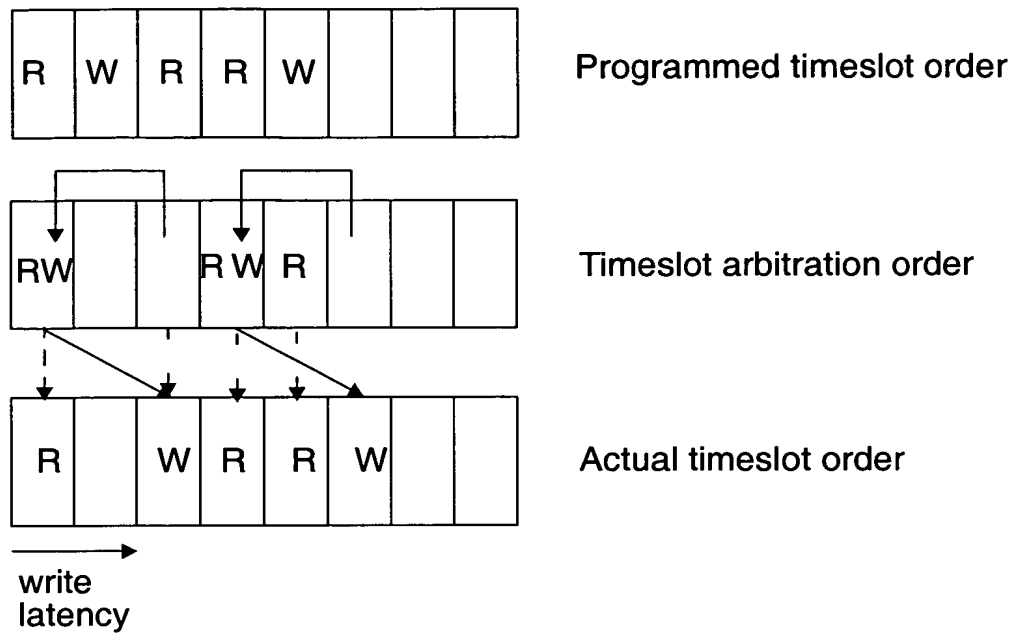 R W R R W Programmed timeslot order
RW R W R Timeslot arbitration order
R W R R W Actual timeslot order
write
latency